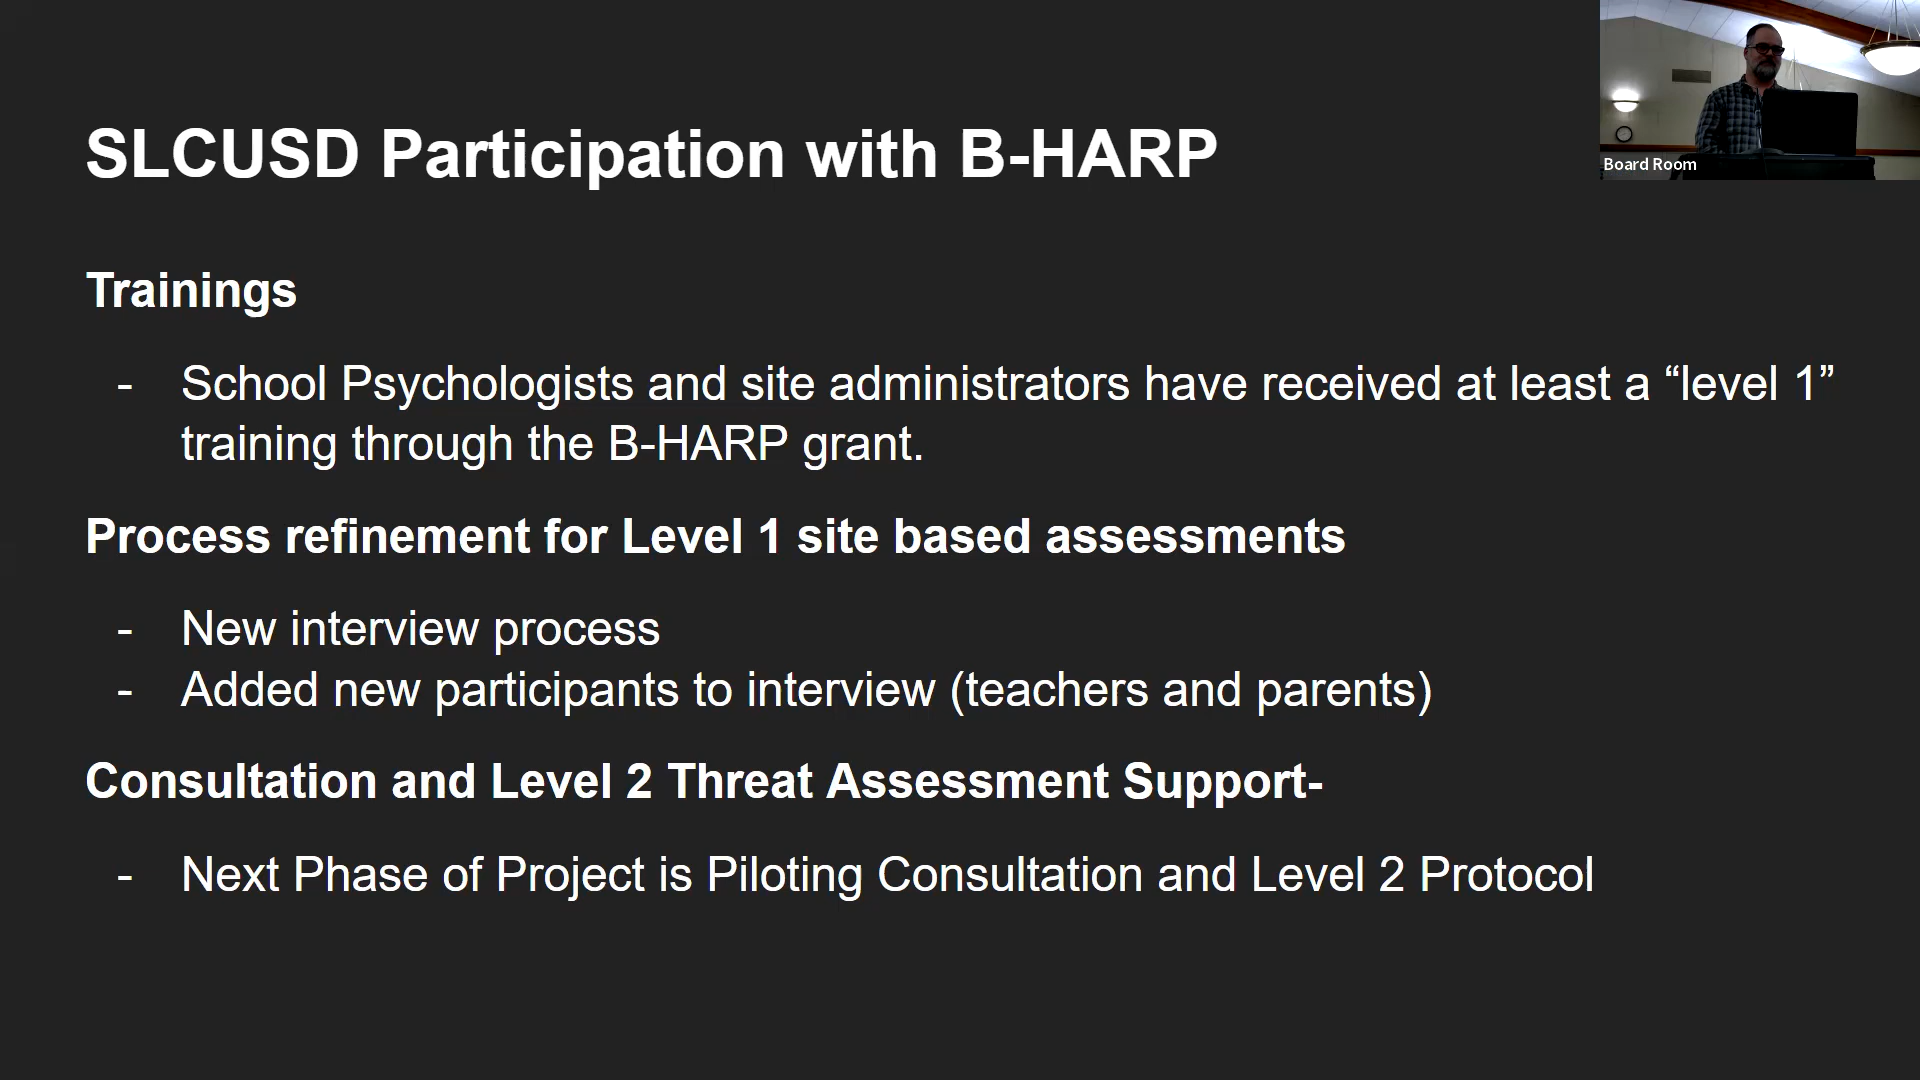 SLCUSD Participation with B-HARP
Board Room
Trainings
- School Psychologists and site administrators have received at least a “level 1”
training through the B-HARP grant.
Process refinement for Level 1 site based assessments
- New interview process
- Added new participants to interview (teachers and parents)
Consultation and Level 2 Threat Assessment Support-
- Next Phase of Project is Piloting Consultation and Level 2 Protocol